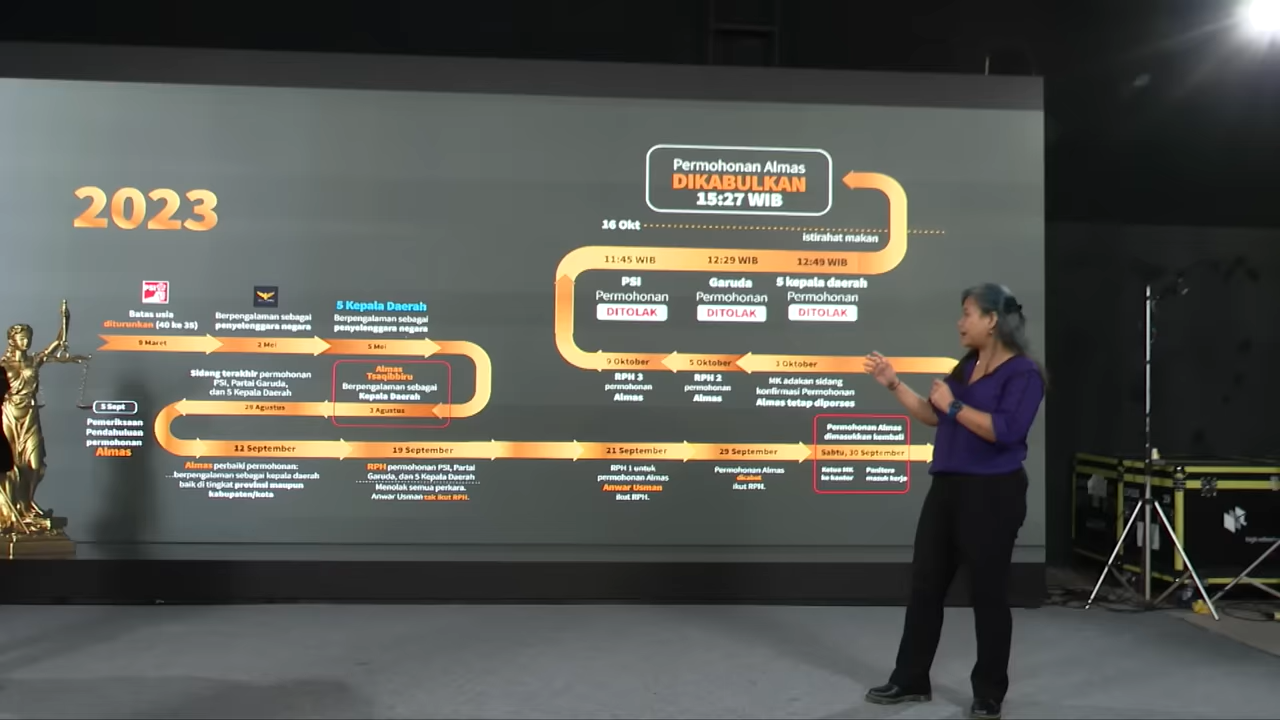 2023
PSI
Batas usia
diturunkan (40 ke 35)
9 Maret
Berpengalaman sebagai
penyelenggara negara
2 Mei
5 Kepala Daerah
Berpengalaman sebagai
penyelenggara negara
5 Mei
Almas
Tsaqibbiru
Berpengalaman sebagai
Kepala Daerah
3 Agustus
Sidang terakhir permohonan
PSI, Partai Garuda,
dan 5 Kepala Daerah
29 Agustus
5 Sept
Pemeriksaan
Pendahuluan
permohonan
Almas
12 September
Almas perbaiki permohonan:
...berpengalaman sebagai kepala daerah
baik di tingkat provinsi maupun
kabupaten/kota
19 September
RPH permohonan PSI, Partai
Garuda, dan 5 Kepala Daerah
Menolak semua perkara.
Anwar Usman tak ikut RPH.
21 September
RPH 1 untuk
permohonan Almas
Anwar Usman
ikut RPH.
29 September
Permohonan Almas
dicabut
ikut RPH.
Permohonan Almas
dimasukkan kembali
Sabtu, 30 September
Ketua MK
ke kantor
Panitera
masuk kerja
3 Oktober
MK adakan sidang
konfirmasi Permohonan
Almas tetap diporses
5 Oktober
RPH 2
permohonan
Almas
9 Oktober
RPH 3
permohonan
Almas
11:45 WIB
PSI
Permohonan
DITOLAK
12:29 WIB
Garuda
Permohonan
DITOLAK
12:49 WIB
5 kepala daerah
Permohonan
DITOLAK
16 Okt
istirahat makan
Permohonan Almas
DIKABULKAN
15:27 WIB